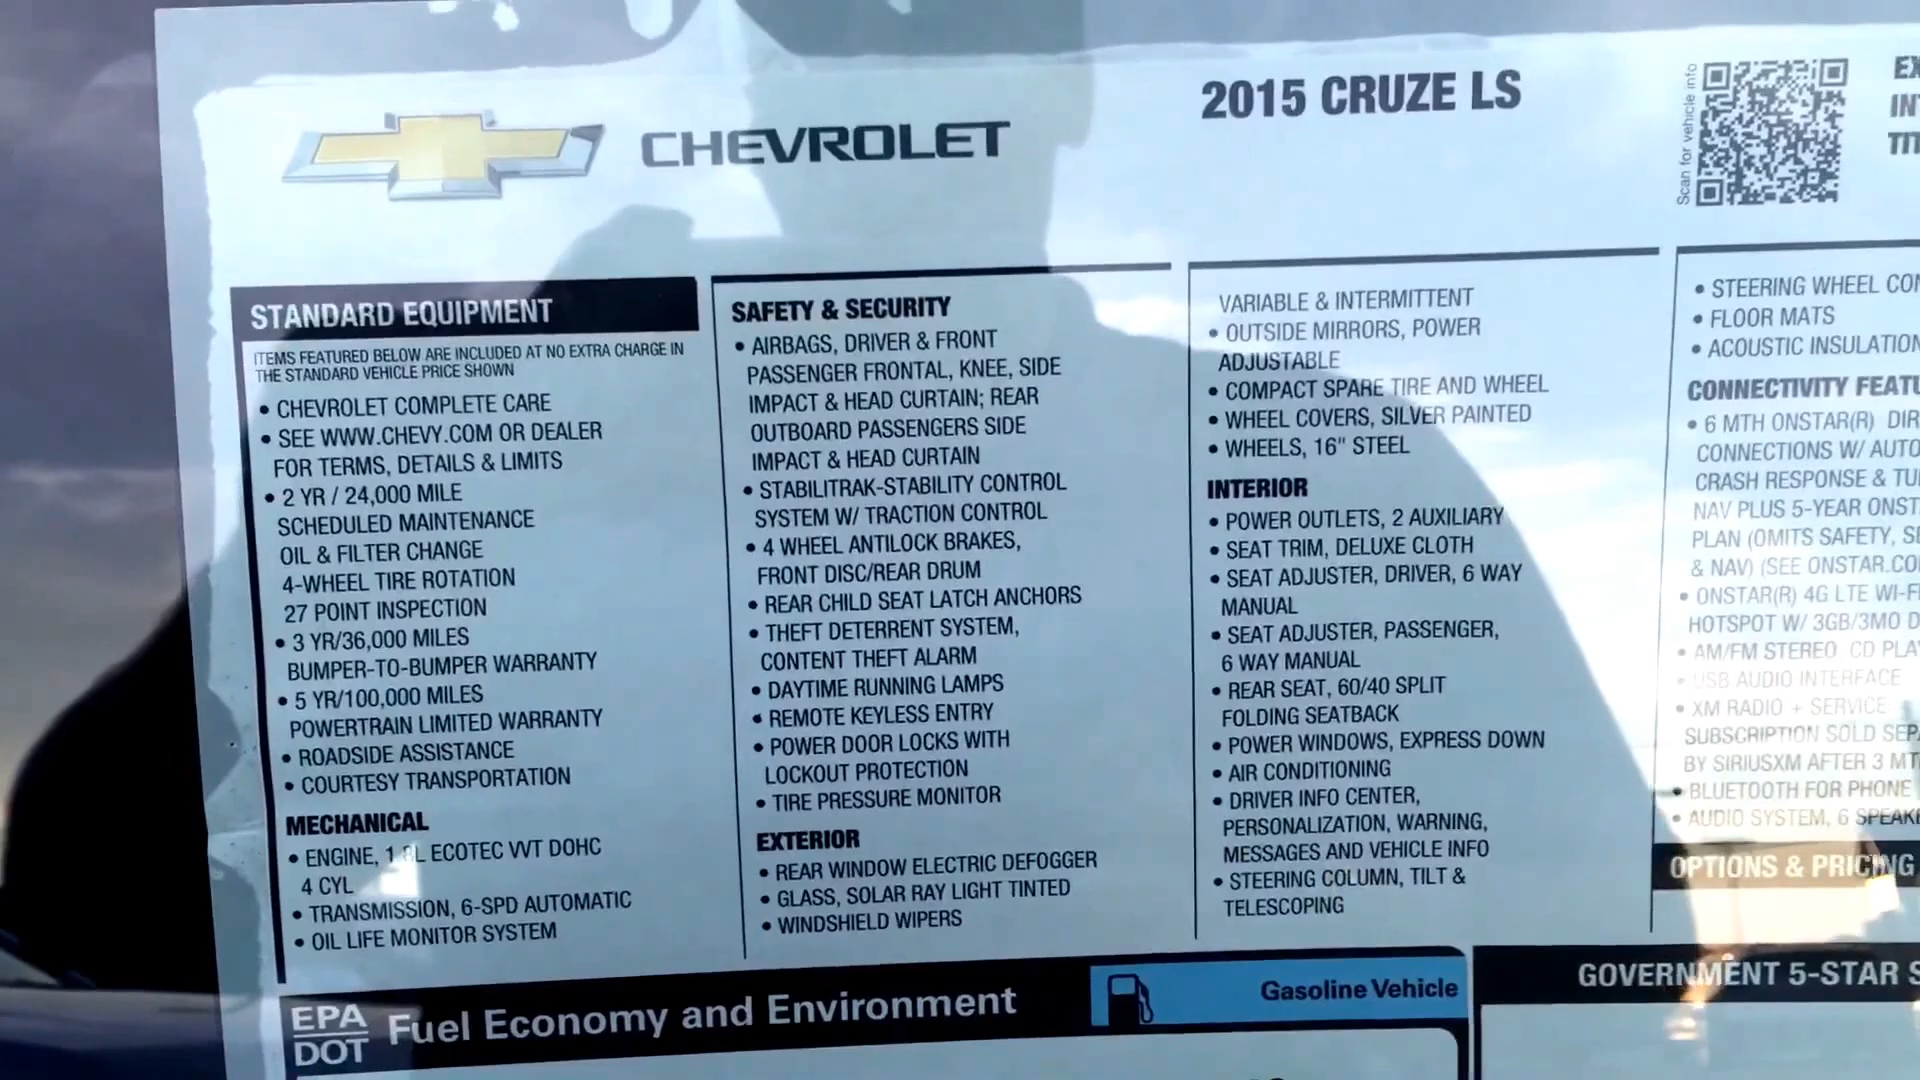 CHEVROLET
2015 CRUZE LS
Scan for vehicle info
STANDARD EQUIPMENT
ITEMS FEATURED BELOW ARE INCLUDED AT NO EXTRA CHARGE IN
THE STANDARD VEHICLE PRICE SHOWN
• CHEVROLET COMPLETE CARE
• SEE WWW.CHEVY.COM OR DEALER
FOR TERMS, DETAILS & LIMITS
• 2 YR / 24,000 MILE
SCHEDULED MAINTENANCE
OIL & FILTER CHANGE
4-WHEEL TIRE ROTATION
27 POINT INSPECTION
• 3 YR/36,000 MILES
BUMPER-TO-BUMPER WARRANTY
• 5 YR/100,000 MILES
POWERTRAIN LIMITED WARRANTY
• ROADSIDE ASSISTANCE
• COURTESY TRANSPORTATION
MECHANICAL
• ENGINE, 1.8L ECOTEC VVT DOHC
4 CYL
• TRANSMISSION, 6-SPD AUTOMATIC
• OIL LIFE MONITOR SYSTEM
SAFETY & SECURITY
• AIRBAGS, DRIVER & FRONT
PASSENGER FRONTAL, KNEE, SIDE
IMPACT & HEAD CURTAIN; REAR
OUTBOARD PASSENGERS SIDE
IMPACT & HEAD CURTAIN
• STABILITRAK-STABILITY CONTROL
SYSTEM W/ TRACTION CONTROL
• 4 WHEEL ANTILOCK BRAKES,
FRONT DISC/REAR DRUM
• REAR CHILD SEAT LATCH ANCHORS
• THEFT DETERRENT SYSTEM,
CONTENT THEFT ALARM
• DAYTIME RUNNING LAMPS
• REMOTE KEYLESS ENTRY
• POWER DOOR LOCKS WITH
LOCKOUT PROTECTION
• TIRE PRESSURE MONITOR
EXTERIOR
• REAR WINDOW ELECTRIC DEFOGGER
• GLASS, SOLAR RAY LIGHT TINTED
• WINDSHIELD WIPERS
VARIABLE & INTERMITTENT
• OUTSIDE MIRRORS, POWER
ADJUSTABLE
• COMPACT SPARE TIRE AND WHEEL
• WHEEL COVERS, SILVER PAINTED
• WHEELS, 16" STEEL
INTERIOR
• POWER OUTLETS, 2 AUXILIARY
• SEAT TRIM, DELUXE CLOTH
• SEAT ADJUSTER, DRIVER, 6 WAY
MANUAL
• SEAT ADJUSTER, PASSENGER,
6 WAY MANUAL
• REAR SEAT, 60/40 SPLIT
FOLDING SEATBACK
• POWER WINDOWS, EXPRESS DOWN
• AIR CONDITIONING
• DRIVER INFO CENTER,
PERSONALIZATION, WARNING,
MESSAGES AND VEHICLE INFO
• STEERING COLUMN, TILT &
TELESCOPING
• STEERING WHEEL
• FLOOR MATS
• ACOUSTIC INSULATION
CONNECTIVITY
• 6 MTH ONSTAR(R)
CONNECTIONS W/
CRASH RESPONSE &
NAV PLUS 5-YEAR
PLAN (OMITS SAFETY,
& NAV) (SEE
• ONSTAR(R) 4G LTE
HOTSPOT W/ 3GB/3MO
• AM/FM STEREO CD
• USB AUDIO INTERFACE
• XM RADIO + SERVICE
SUBSCRIPTION SOLD
BY SIRIUSXM AFTER 3
• BLUETOOTH FOR PHONE
• AUDIO SYSTEM, 6
OPTIONS & PRICING
EPA
DOT
Fuel Economy and Environment
Gasoline Vehicle
GOVERNMENT 5-STAR